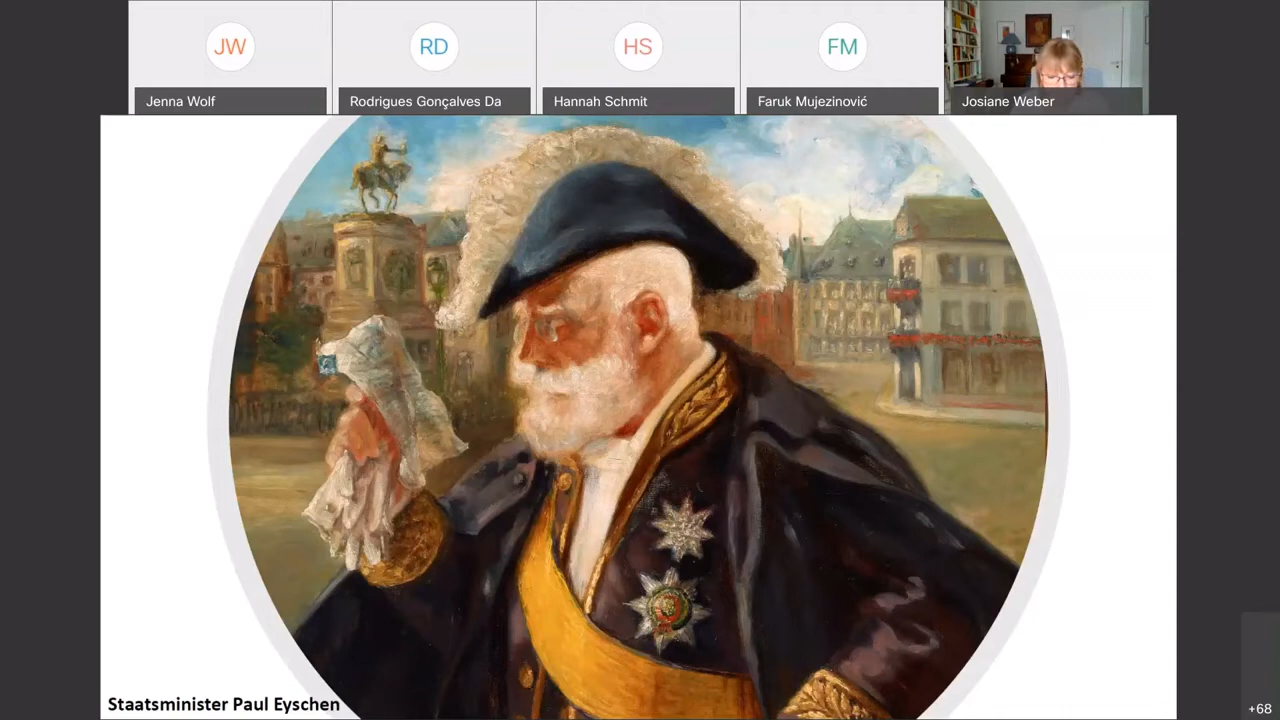 JW
RD
HS
FM
Jenna Wolf
Rodrigues Gonçalves Da
Hannah Schmit
Faruk Mujezinović
Josiane Weber
Staatsminister Paul Eyschen
+68